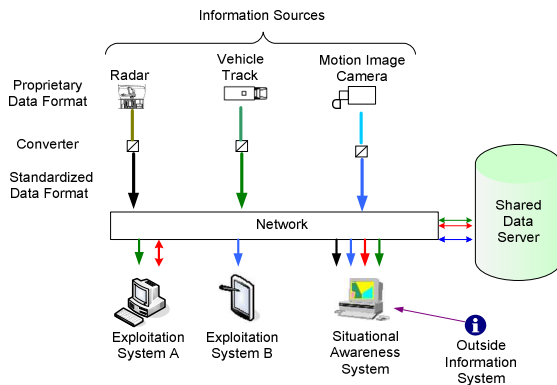 Information Sources
Radar
Vehicle
Track
Motion Image
Camera
Proprietary
Data Format
Converter
Standardized
Data Format
Network
Shared
Data
Server
Exploitation
System A
Exploitation
System B
Situational
Awareness
System
i
Outside
Information
System